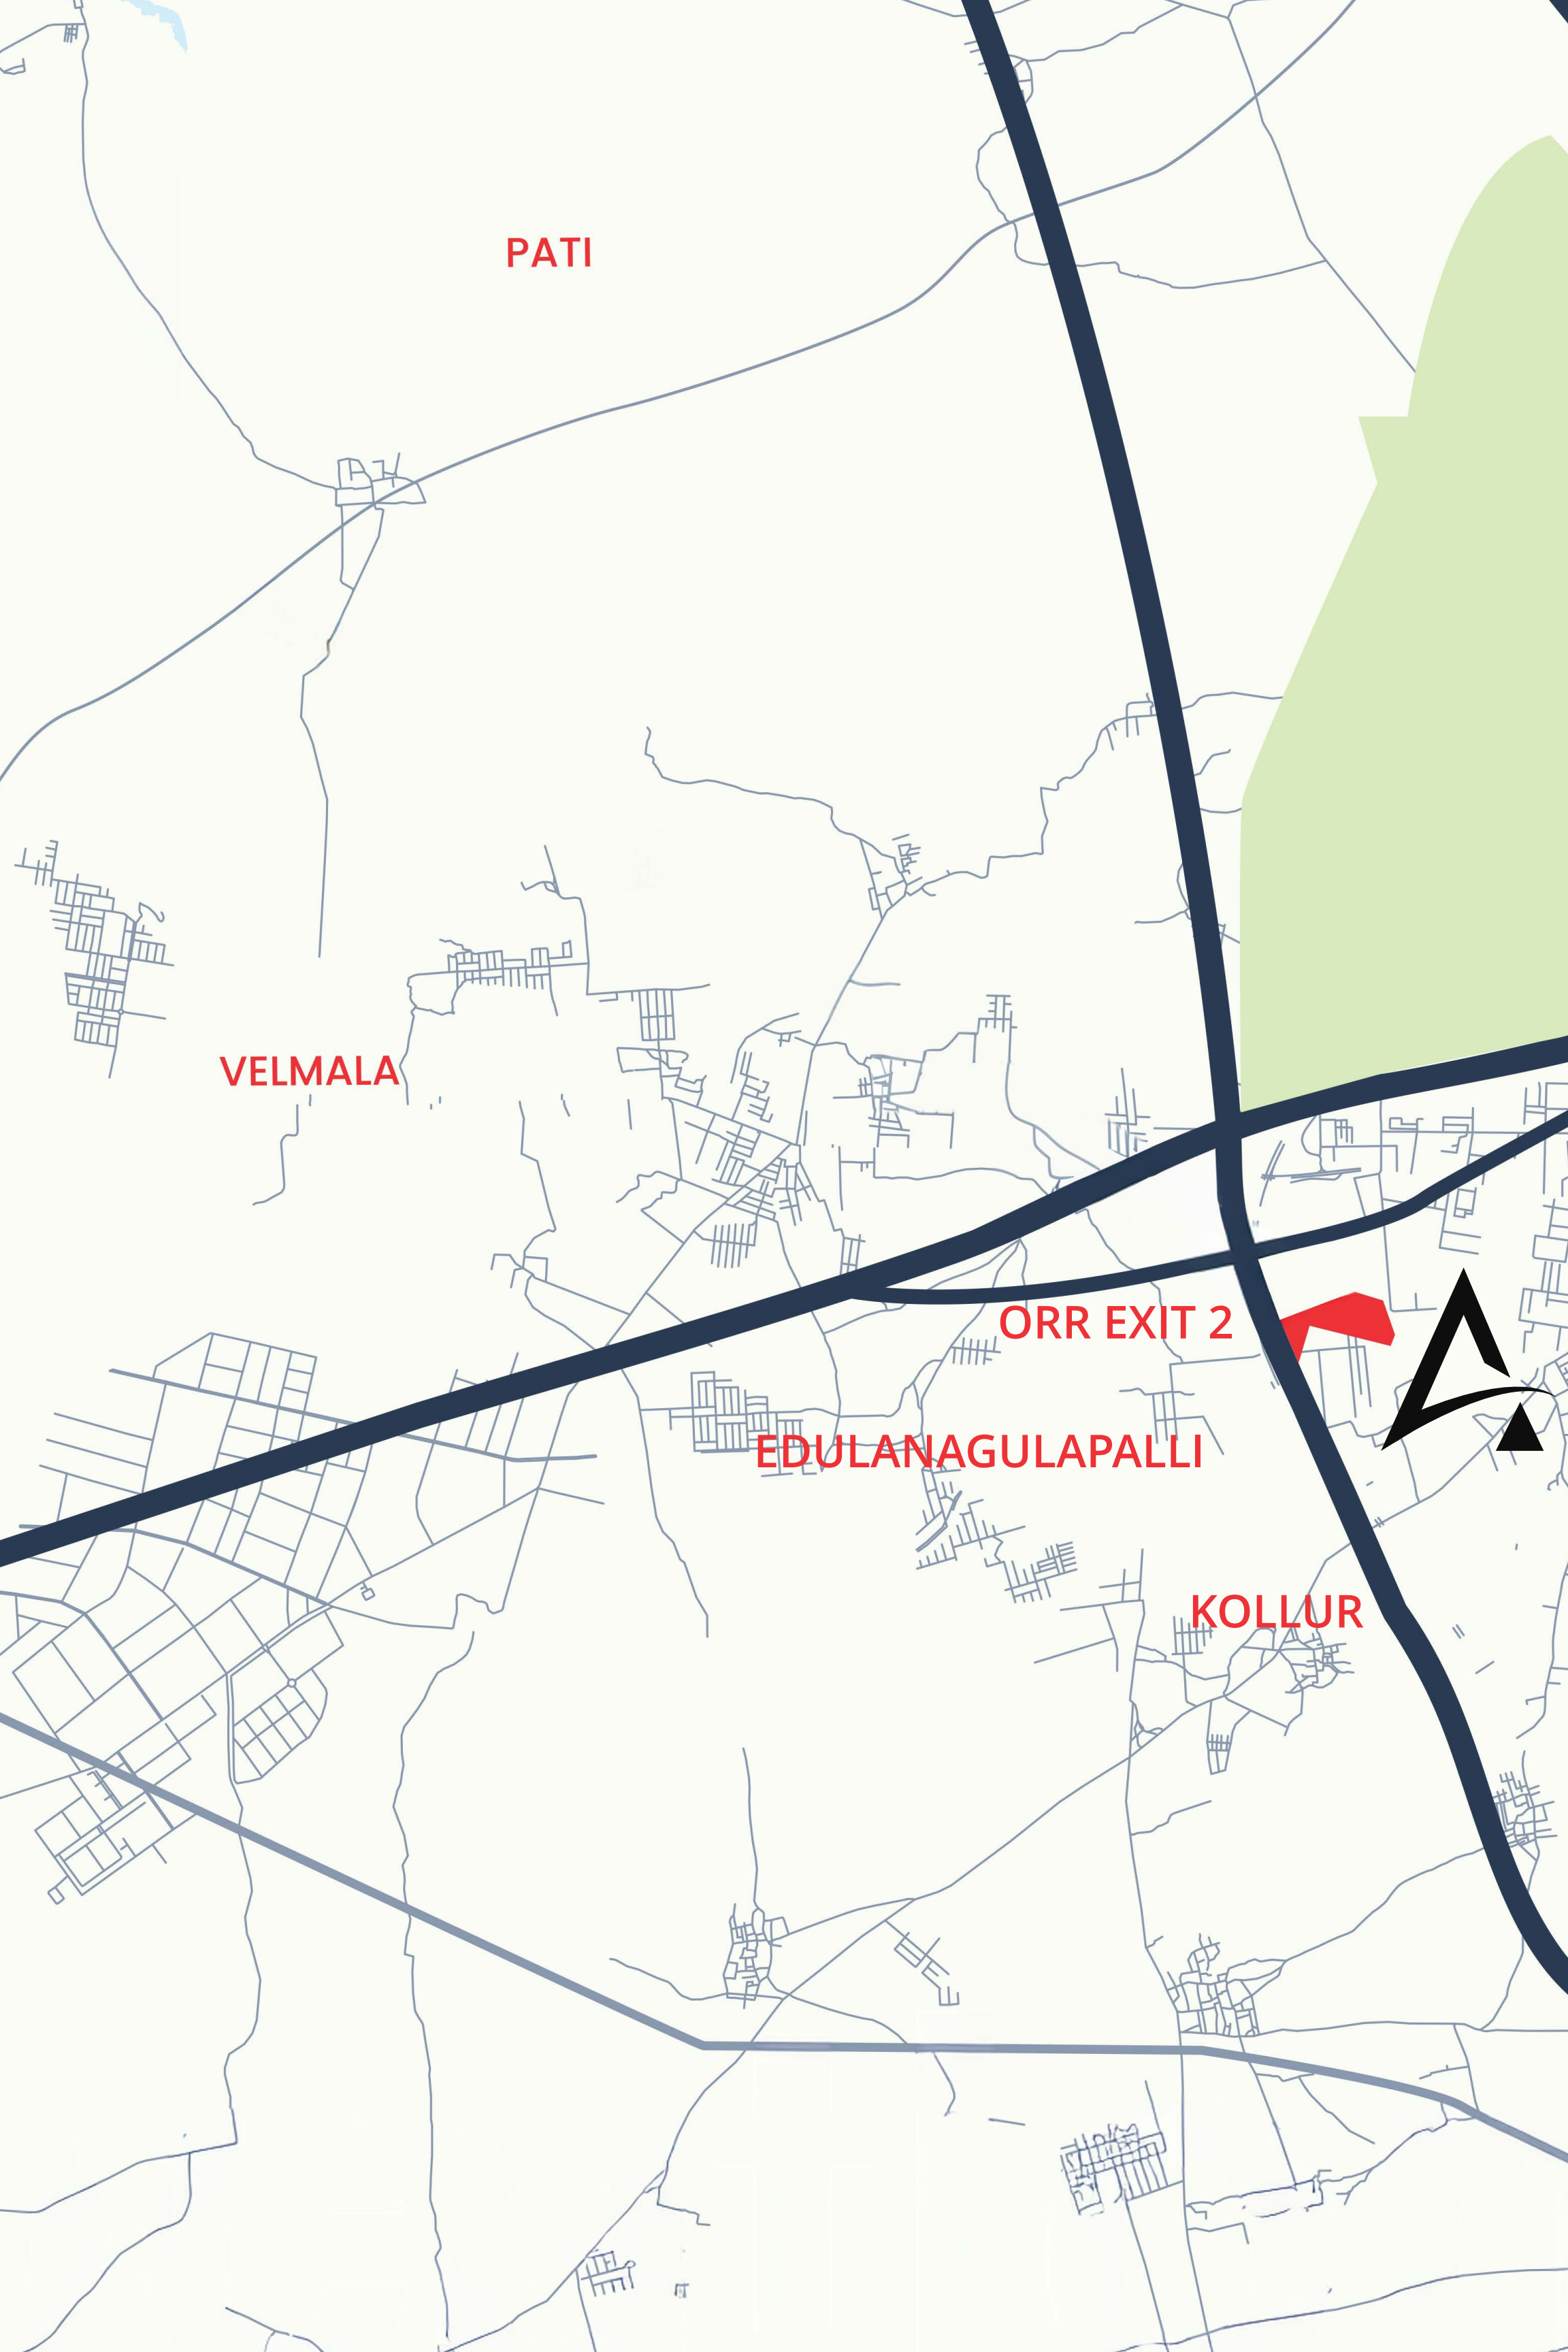 PATI
VELMALA
ORR EXIT 2
EDULANAGULAPALLI
KOLLUR